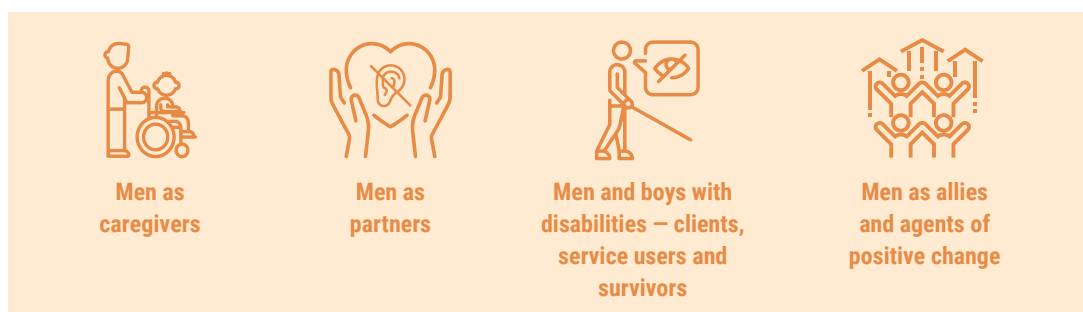 Men as
caregivers
Men as
partners
Men and boys with
disabilities — clients,
service users and
survivors
Men as allies
and agents of
positive change